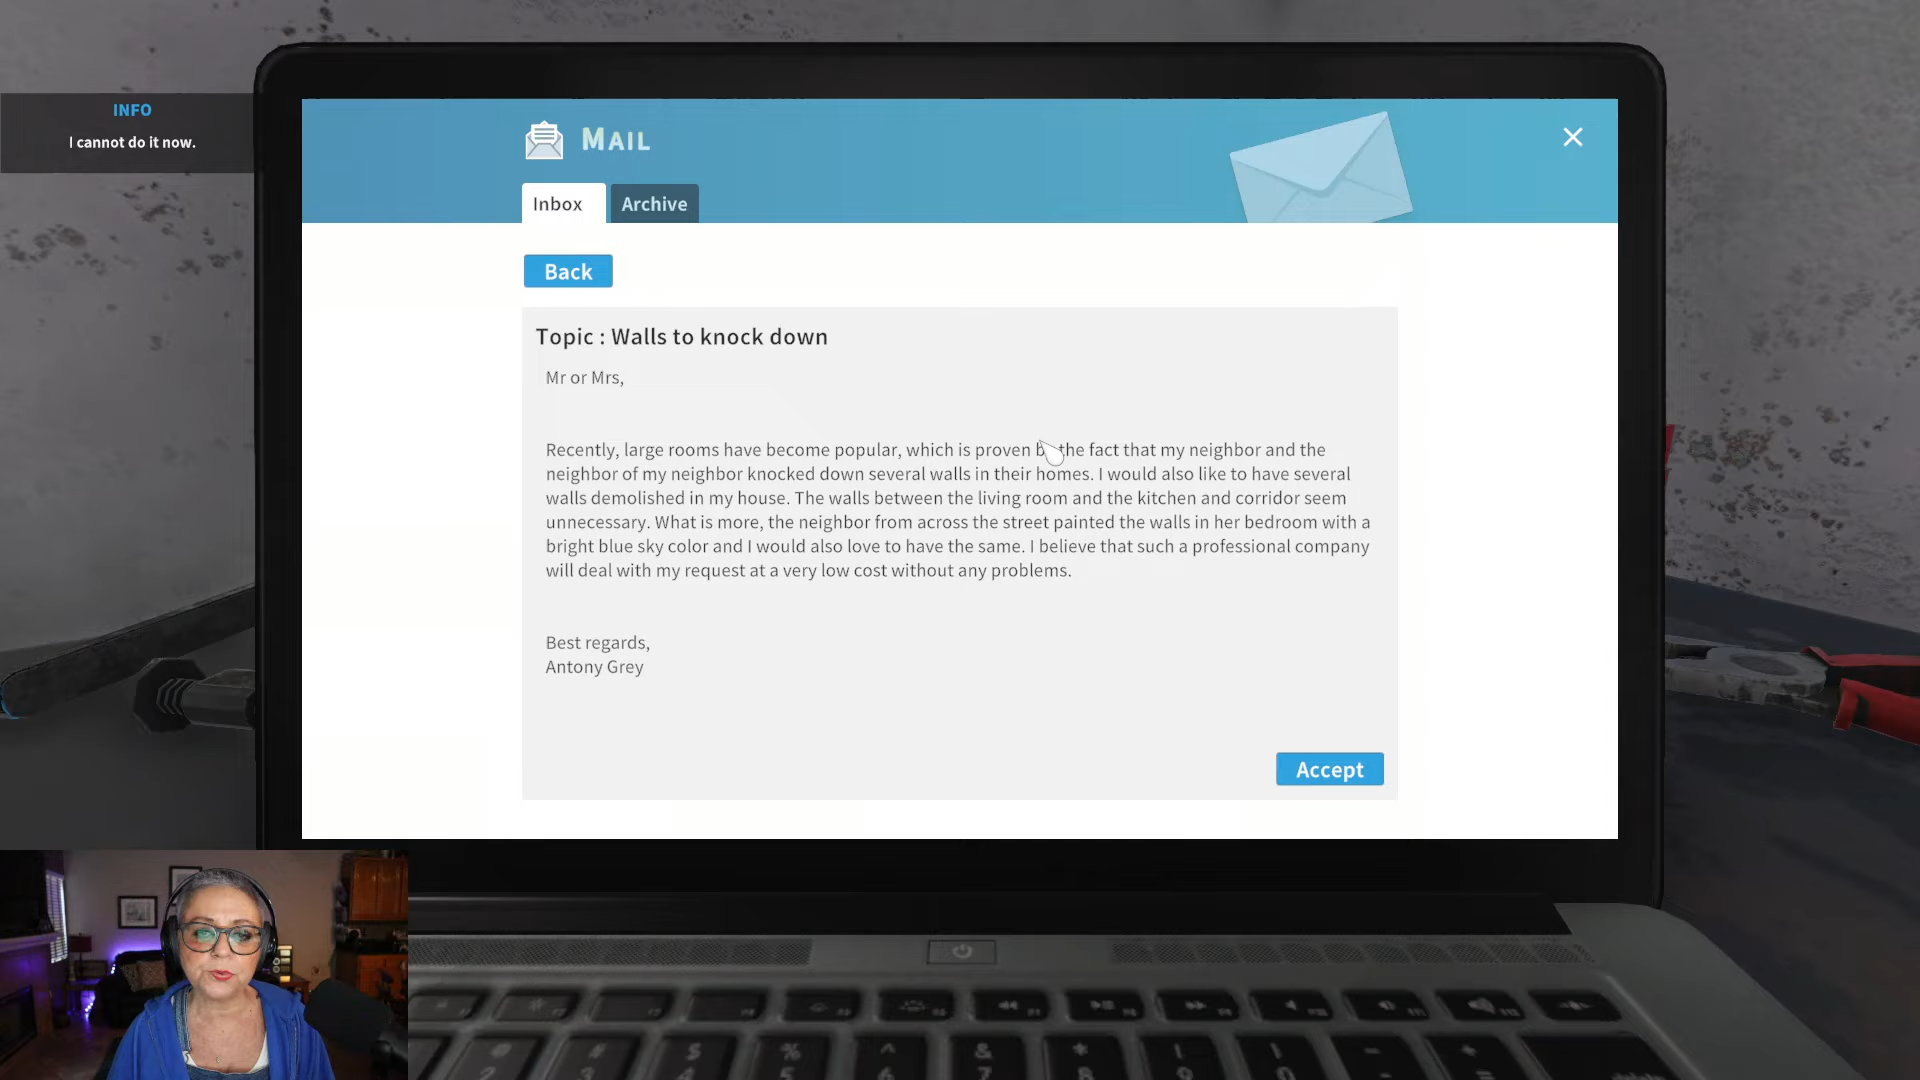 INFO
I cannot do it now.
MAIL
Inbox
Archive
Back
Topic : Walls to knock down
Mr or Mrs,
Recently, large rooms have become popular, which is proven the fact that my neighbor and the
neighbor of my neighbor knocked down several walls in their homes. I would also like to have several
walls demolished in my house. The walls between the living room and the kitchen and corridor seem
unnecessary. What is more, the neighbor from across the street painted the walls in her bedroom with a
bright blue sky color and I would also love to have the same. I believe that such a professional company
will deal with my request at a very low cost without any problems.
Best regards,
Antony Grey
Accept